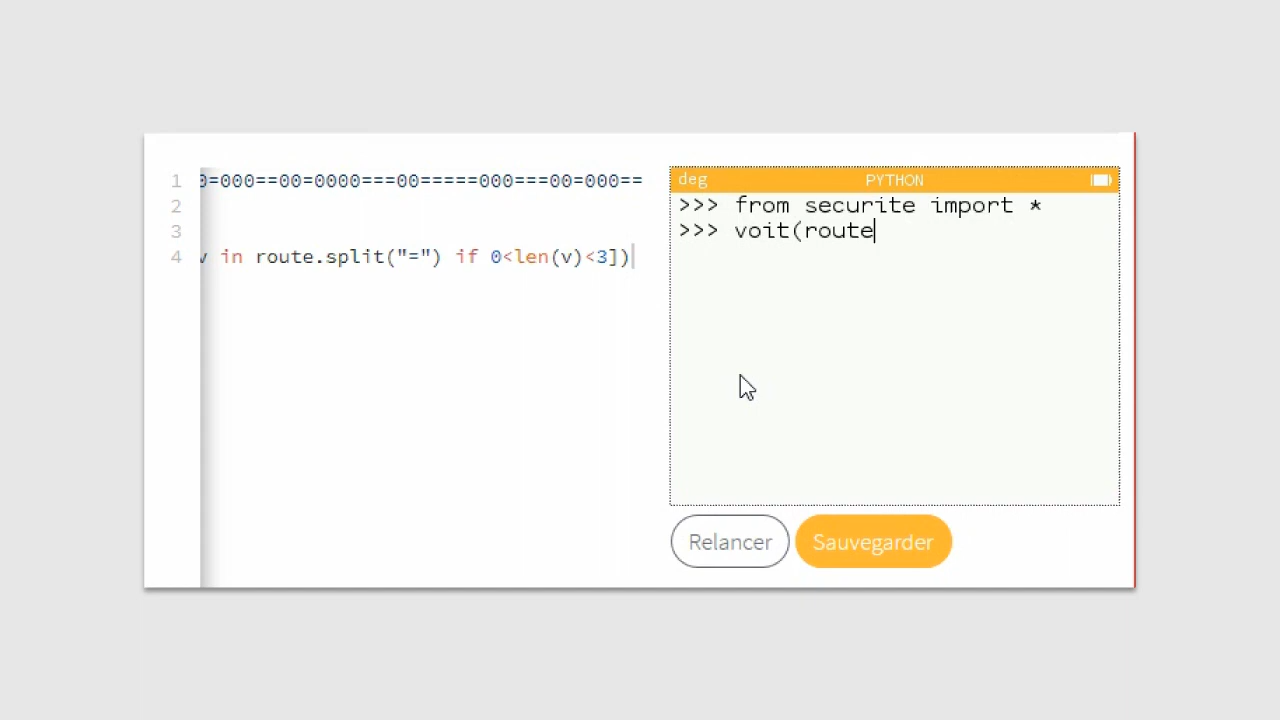 1 0=000==00=0000===00=====000===00=000==
2
3
4 v in route.split("=") if 0<len(v)<3])
deg PYTHON
>>> from securite import *
>>> voit(route
Relancer Sauvegarder